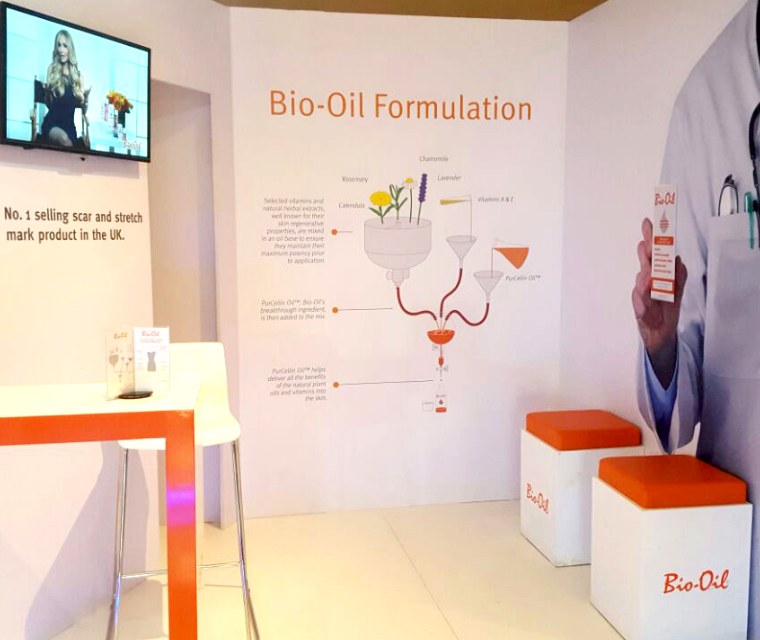 Bio-Oil
No. 1 selling scar and stretch
mark product in the UK.
Bio-Oil
Bio-Oil
Bio-Oil Formulation
Chamomile
Rosemary
Lavender
Calendula
Vitamins A & E
PurCellin Oil™
Selected vitamins and
natural herbal extracts,
well known for their
skin regenerative
properties, are mixed
in an oil base to ensure
they maintain their
maximum potency prior
to application.
PurCellin Oil™, Bio-Oil's
breakthrough ingredient,
is then added to the mix.
PurCellin Oil™ helps
deliver all the benefits
of the natural plant
oils and vitamins into
the skin.
Bio-Oil
Bio-Oil
Bio-Oil